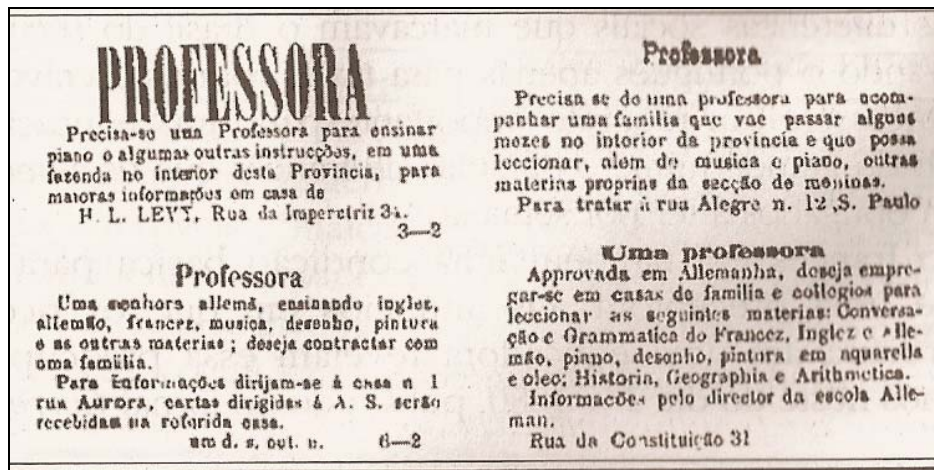 PROFESSORA
Precisa-se uma Professora para ensinar
piano e algumas outras instrucções, em uma
fazenda no interior desta Provincia, para
maiores informações em casa de
H. L. LEVY, Rua da Imperatriz 34.
3—2
Professora
Uma senhora allemã, ensinando inglez,
allemão, francez, musica, desenho, pintura
e as outras materias; deseja contractar com
uma familia.
Para informações dirijam-se á casa n 1
rua Aurora, cartas dirigidas á A. S. serão
recebidas na referida casa.
um d. s. out. n. 6—2
Professora
Precisa se de uma professora para acom-
panhar uma familia que vae passar alguns
mezes no interior da provincia e que possa
leccionar, alem de musica e piano, outras
materias proprias da secção de meninas.
Para tratar á rua Alegre n. 12, S. Paulo
Uma professora
Approvada em Allemanha, deseja empre-
gar-se em casas de familia e collegios para
leccionar as seguintes materias: Conversa-
ção e Grammatica do Francez, Inglez e Alle-
mão, piano, desenho, pintura em aquarella
e oleo; Historia, Geographia e Arithmetica.
Informações pelo director da escola Alle-
man.
Rua da Constituição 31